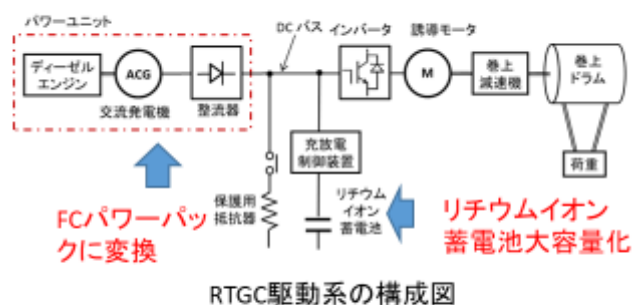 パワーユニット
DC バス
インバータ
誘導モータ
ディーゼル
エンジン
ACG
M
巻上
減速機
巻上
ドラム
交流発電機
整流器
充放電
制御装置
荷重
保護用
抵抗器
リチウム
イオン
蓄電池
FCパワーパッ
クに変換
リチウムイオン
蓄電池大容量化
RTGC駆動系の構成図